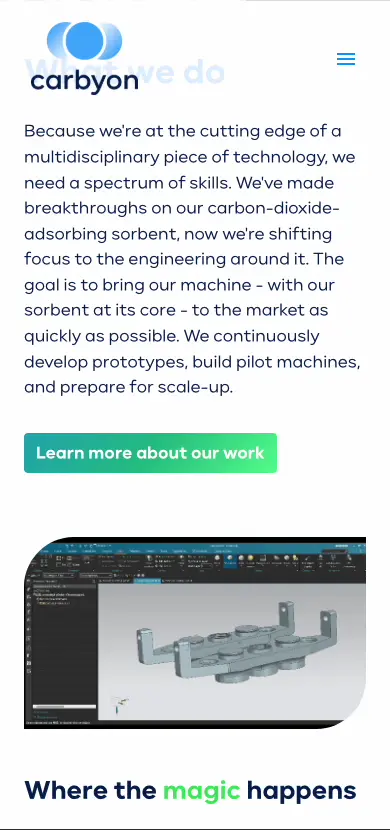 What we do
carbyon
Because we're at the cutting edge of a
multidisciplinary piece of technology, we
need a spectrum of skills. We've made
breakthroughs on our carbon-dioxide-
adsorbing sorbent, now we're shifting
focus to the engineering around it. The
goal is to bring our machine - with our
sorbent at its core - to the market as
quickly as possible. We continuously
develop prototypes, build pilot machines,
and prepare for scale-up.
Learn more about our work
Where the magic happens